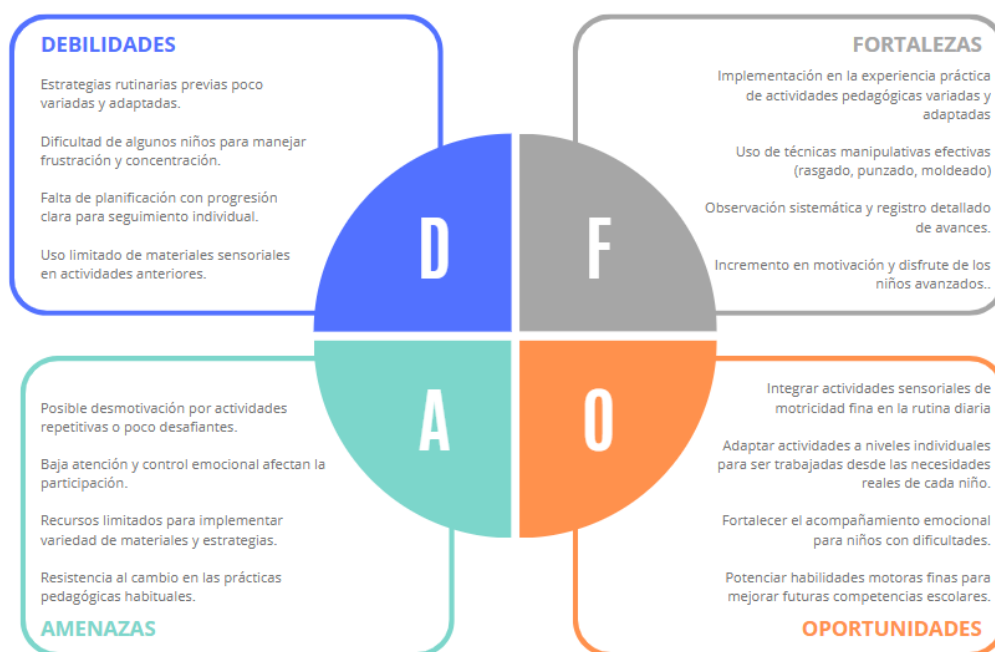 DEBILIDADES
Estrategias rutinarias previas poco
variadas y adaptadas.
Dificultad de algunos niños para manejar
frustración y concentración.
Falta de planificación con progresión
clara para seguimiento individual.
Uso limitado de materiales sensoriales
en actividades anteriores.
FORTALEZAS
Implementación en la experiencia práctica
de actividades pedagógicas variadas y
adaptadas
Uso de técnicas manipulativas efectivas
(rasgado, punzado, moldeado)
Observación sistemática y registro detallado
de avances.
Incremento en motivación y disfrute de los
niños avanzados..
D
F
A
O
Posible desmotivación por actividades
repetitivas o poco desafiantes.
Baja atención y control emocional afectan la
participación.
Recursos limitados para implementar
variedad de materiales y estrategias.
Resistencia al cambio en las prácticas
pedagógicas habituales.
AMENAZAS
Integrar actividades sensoriales de
motricidad fina en la rutina diaria
Adaptar actividades a niveles individuales
para ser trabajadas desde las necesidades
reales de cada niño.
Fortalecer el acompañamiento emocional
para niños con dificultades.
Potenciar habilidades motoras finas para
mejorar futuras competencias escolares.
OPORTUNIDADES